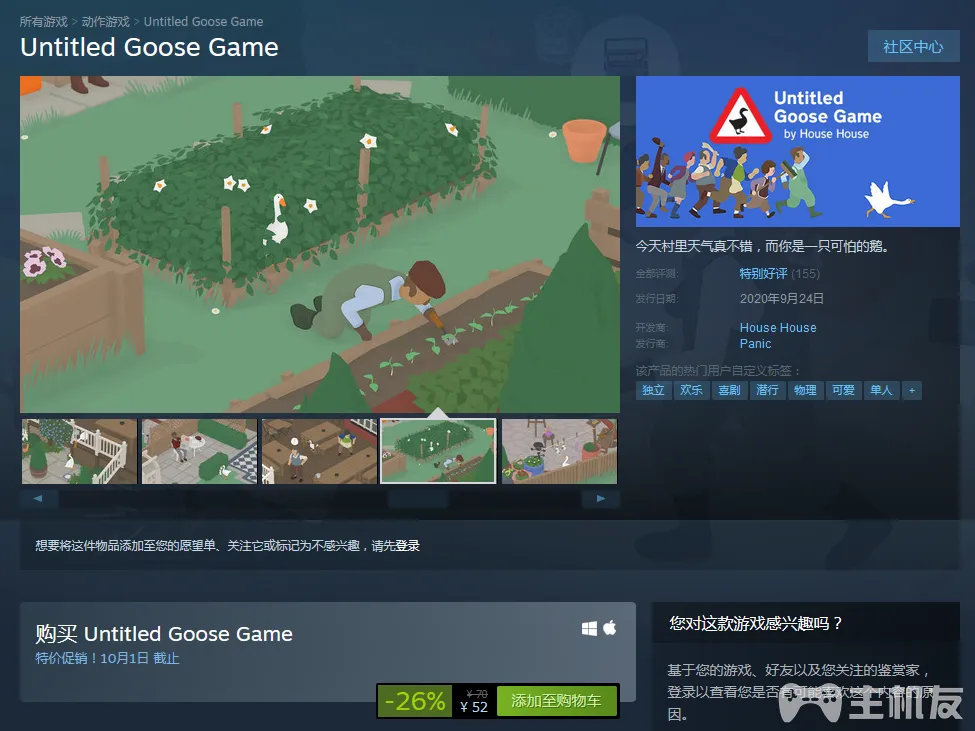 所有游戏 > 动作游戏 > Untitled Goose Game
Untitled Goose Game
社区中心
Untitled
Goose Game
by House House
今天村里天气真不错，而你是一只可怕的鹅。
全部评测: 特别好评 (155)
发行日期: 2020年9月24日
开发商: House House
发行商: Panic
该产品的热门用户自定义标签：
独立 欢乐 喜剧 潜行 物理 可爱 单人 +
想要将这件物品添加至您的愿望单、关注它或标记为不感兴趣，请先登录
购买 Untitled Goose Game
特价促销！10月1日 截止
-26% ¥ 70 ¥ 52 添加至购物车
您对这款游戏感兴趣吗？
基于您的游戏、好友以及您关注的鉴赏家，
登录以查看您是否有可能喜欢这个内容的原
因。
主机友